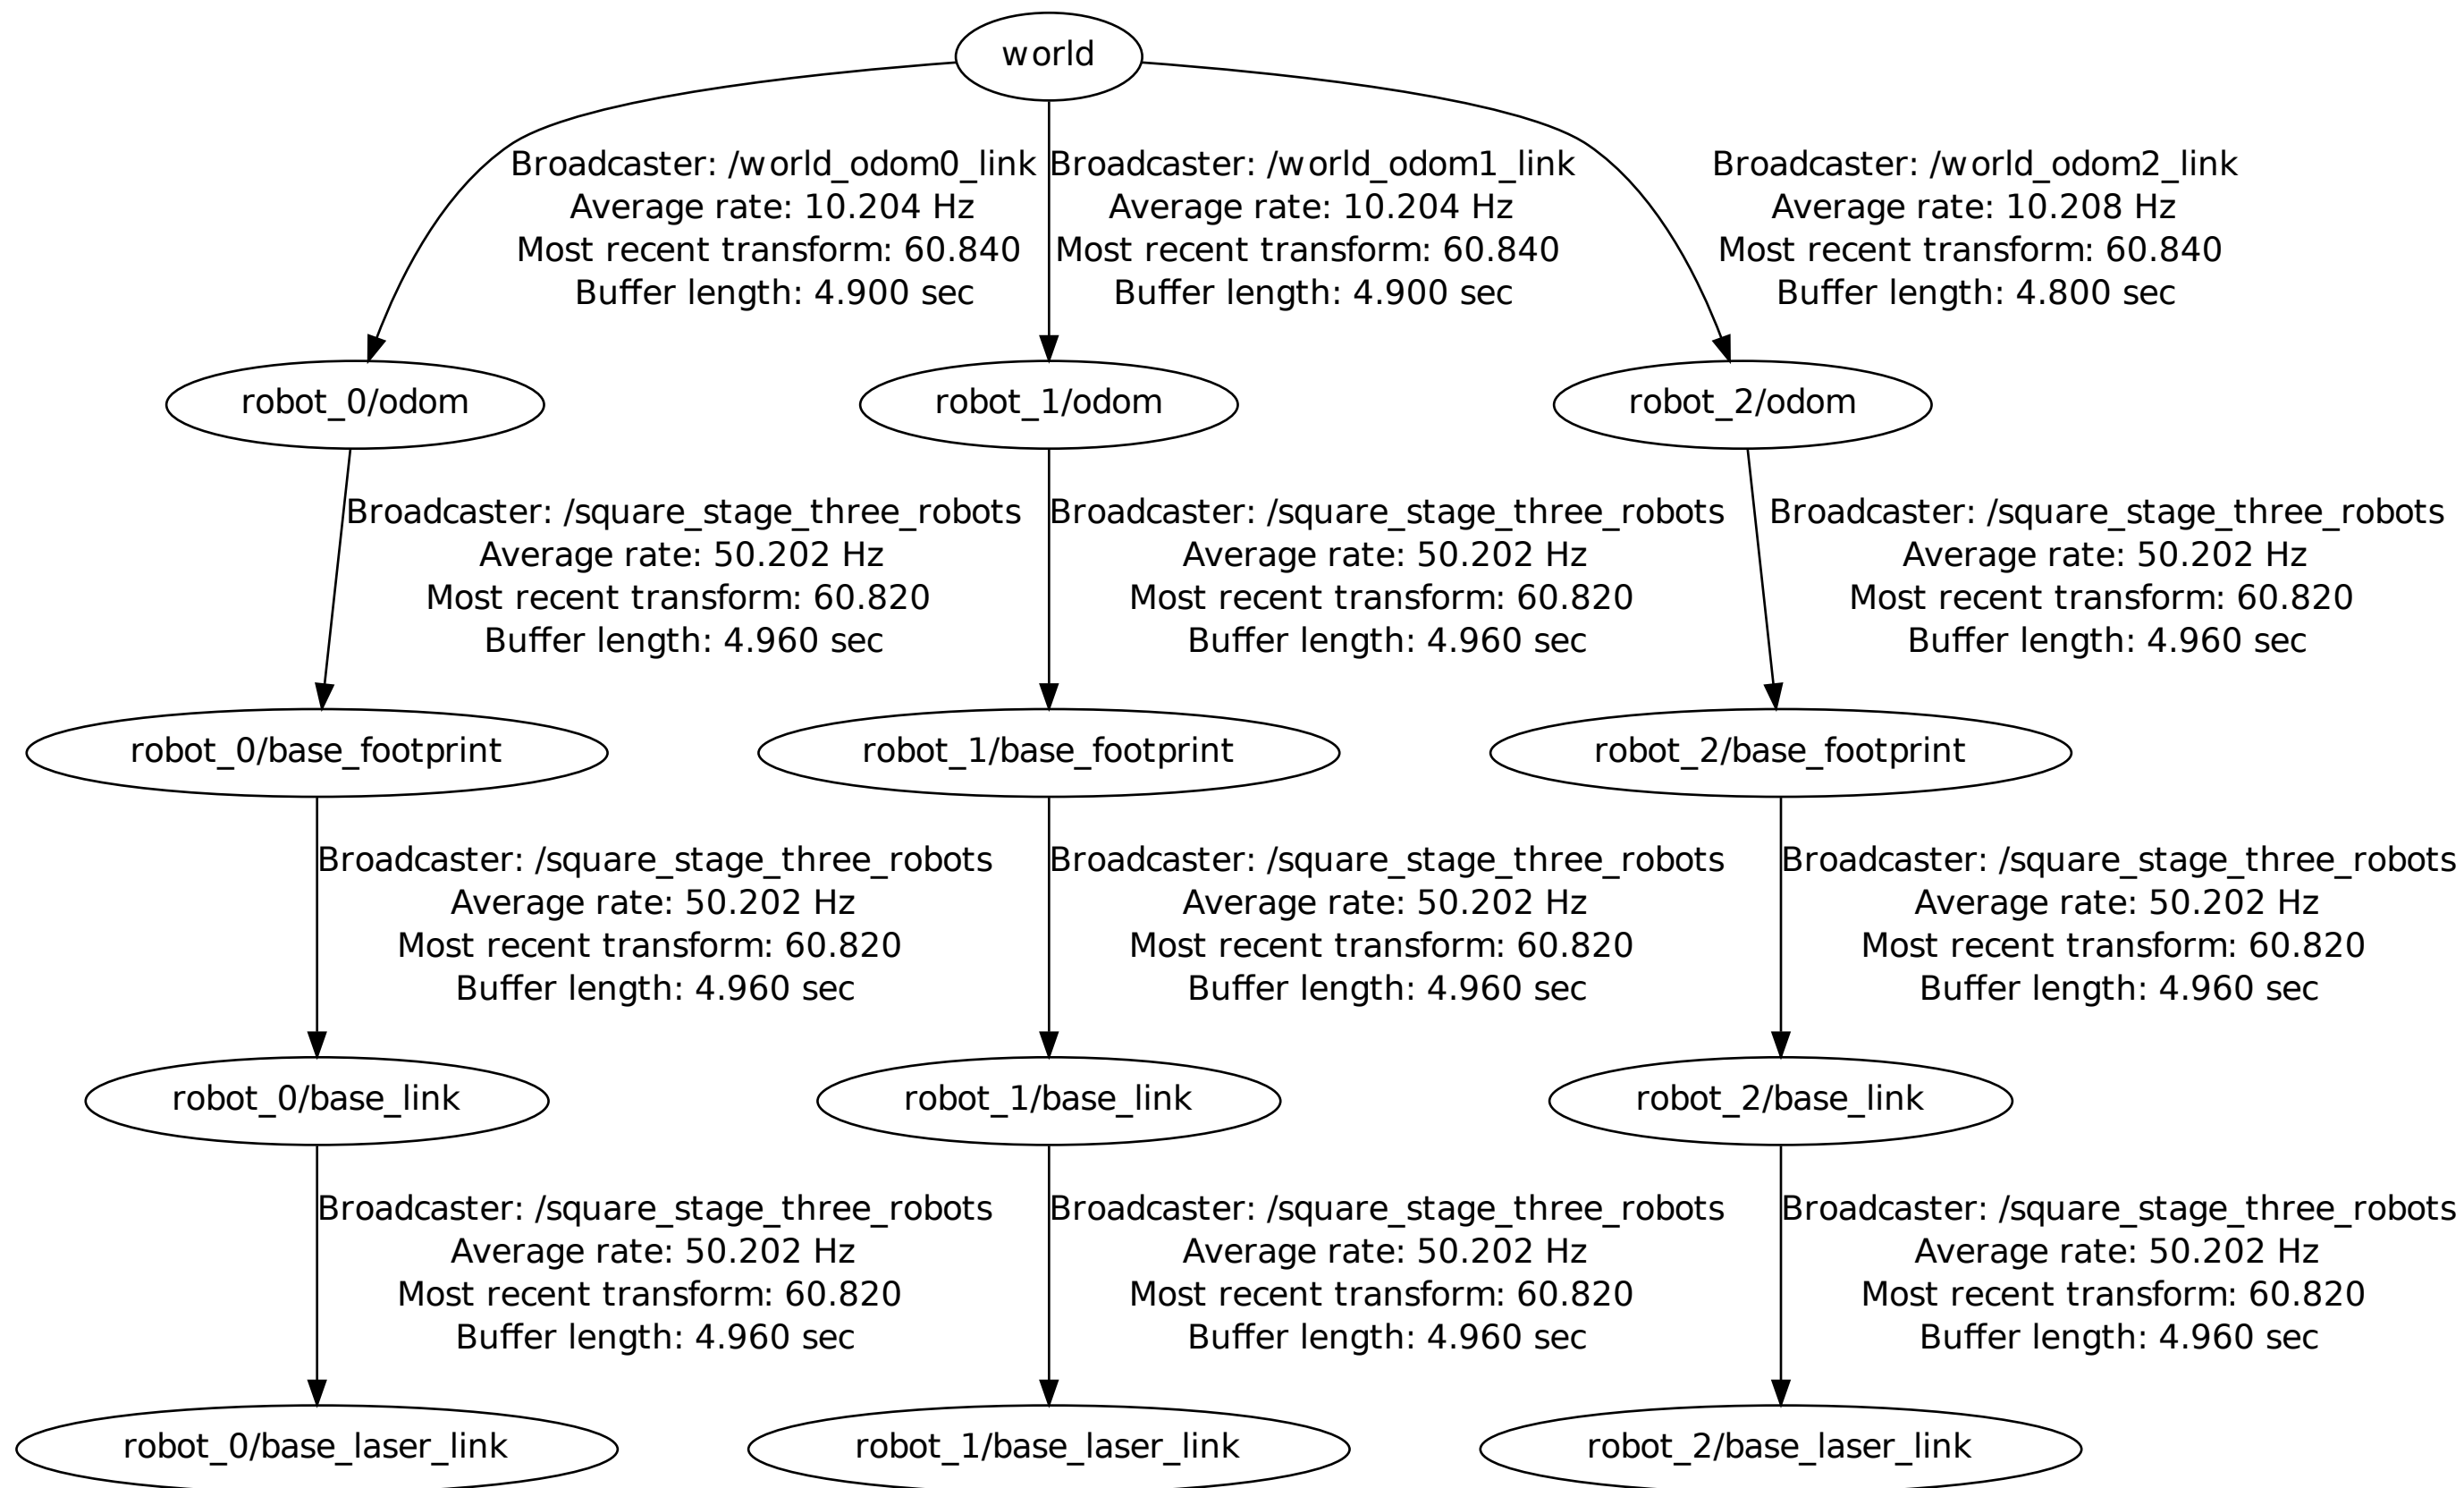 world
Broadcaster: /world_odom0_link
Average rate: 10.204 Hz
Most recent transform: 60.840
Buffer length: 4.900 sec
Broadcaster: /world_odom1_link
Average rate: 10.204 Hz
Most recent transform: 60.840
Buffer length: 4.900 sec
Broadcaster: /world_odom2_link
Average rate: 10.208 Hz
Most recent transform: 60.840
Buffer length: 4.800 sec
robot_0/odom
robot_1/odom
robot_2/odom
Broadcaster: /square_stage_three_robots
Average rate: 50.202 Hz
Most recent transform: 60.820
Buffer length: 4.960 sec
Broadcaster: /square_stage_three_robots
Average rate: 50.202 Hz
Most recent transform: 60.820
Buffer length: 4.960 sec
Broadcaster: /square_stage_three_robots
Average rate: 50.202 Hz
Most recent transform: 60.820
Buffer length: 4.960 sec
robot_0/base_footprint
robot_1/base_footprint
robot_2/base_footprint
Broadcaster: /square_stage_three_robots
Average rate: 50.202 Hz
Most recent transform: 60.820
Buffer length: 4.960 sec
Broadcaster: /square_stage_three_robots
Average rate: 50.202 Hz
Most recent transform: 60.820
Buffer length: 4.960 sec
Broadcaster: /square_stage_three_robots
Average rate: 50.202 Hz
Most recent transform: 60.820
Buffer length: 4.960 sec
robot_0/base_link
robot_1/base_link
robot_2/base_link
Broadcaster: /square_stage_three_robots
Average rate: 50.202 Hz
Most recent transform: 60.820
Buffer length: 4.960 sec
Broadcaster: /square_stage_three_robots
Average rate: 50.202 Hz
Most recent transform: 60.820
Buffer length: 4.960 sec
Broadcaster: /square_stage_three_robots
Average rate: 50.202 Hz
Most recent transform: 60.820
Buffer length: 4.960 sec
robot_0/base_laser_link
robot_1/base_laser_link
robot_2/base_laser_link